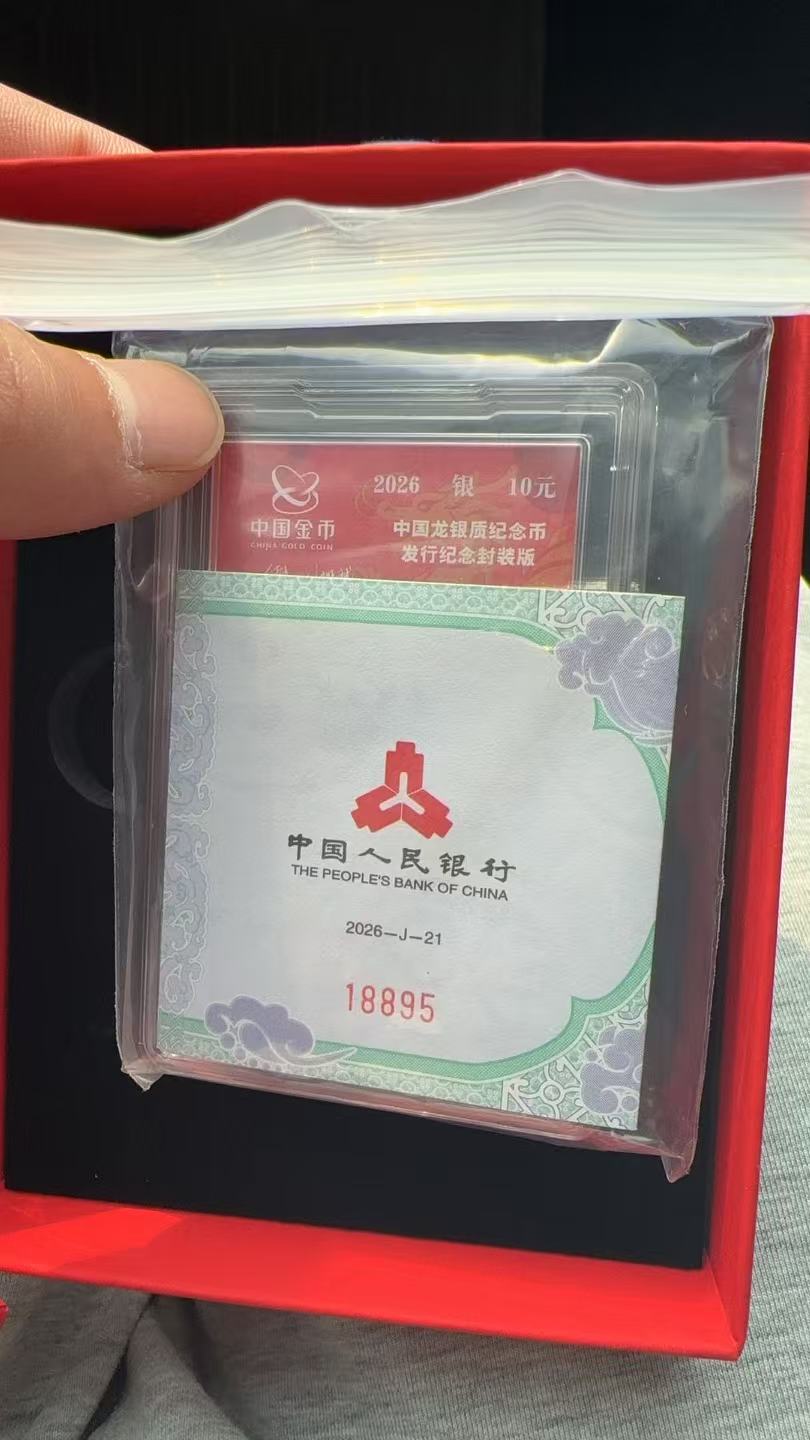 中国金币
CHINA GOLD COIN
2026 银 10元
中国龙银质纪念币
发行纪念封装版
中国人民银行
THE PEOPLE'S BANK OF CHINA
2026—J—21
18895